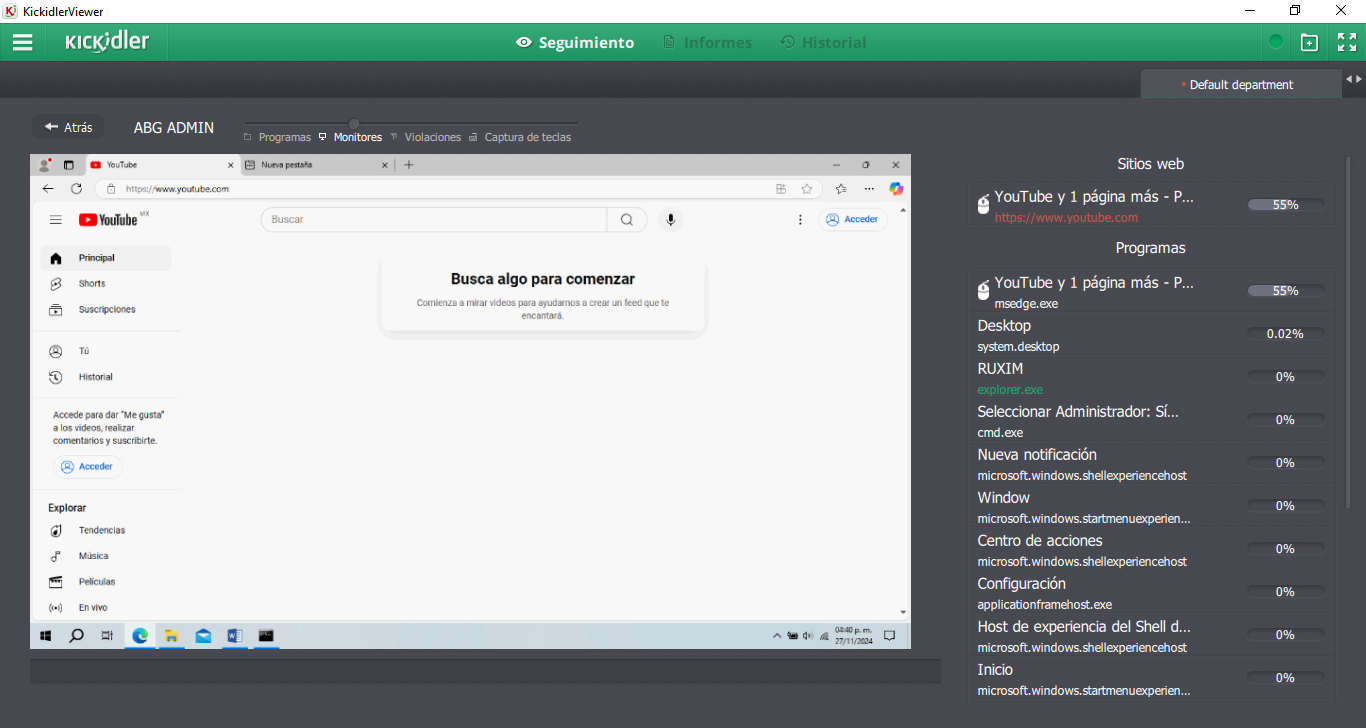 KickidlerViewer
KICKidler
Seguimiento
Informes
Historial
* Default department
Atrás
ABG ADMIN
Programas
Monitores
Violaciones
Captura de teclas
YouTube
Nueva pestaña
https://www.youtube.com
YouTube MX
Buscar
Acceder
Principal
Shorts
Suscripciones
Tú
Historial
Accede para dar "Me gusta"
a los videos, realizar
comentarios y suscribirte.
Acceder
Explorar
Tendencias
Música
Películas
En vivo
Busca algo para comenzar
Comienza a mirar videos para ayudarnos a crear un feed que te
encantará.
04:40 p. m.
27/11/2024
Sitios web
YouTube y 1 página más - P...
https://www.youtube.com
55%
Programas
YouTube y 1 página más - P...
msedge.exe
55%
Desktop
system.desktop
0.02%
RUXIM
explorer.exe
0%
Seleccionar Administrador: Sí...
cmd.exe
0%
Nueva notificación
microsoft.windows.shellexperiencehost
0%
Window
microsoft.windows.startmenuexperien...
0%
Centro de acciones
microsoft.windows.shellexperiencehost
0%
Configuración
applicationframehost.exe
0%
Host de experiencia del Shell d...
microsoft.windows.shellexperiencehost
0%
Inicio
microsoft.windows.startmenuexperien...
0%